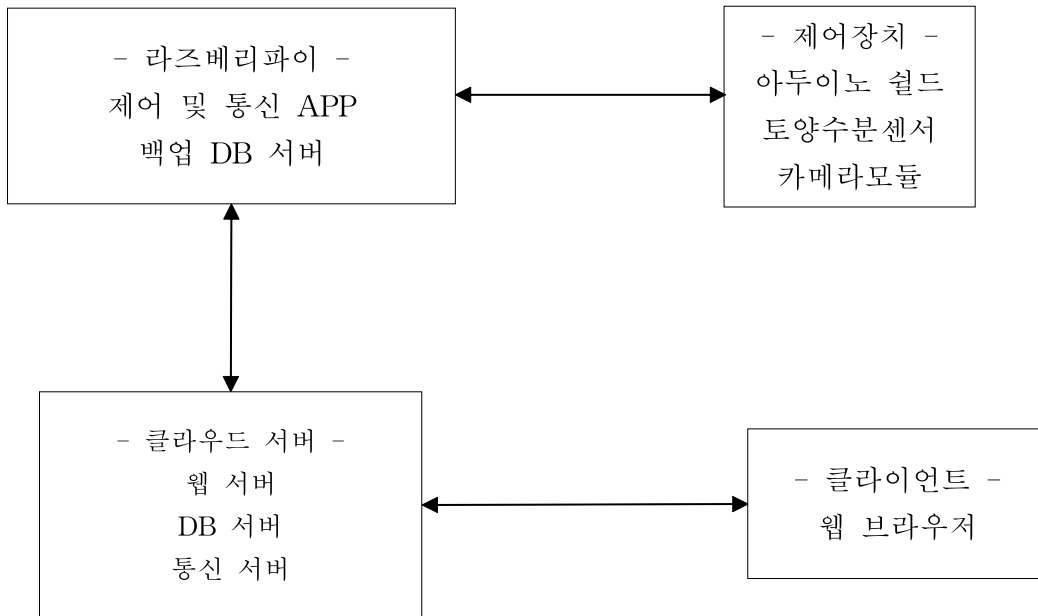 - 라즈베리파이 -
제어 및 통신 APP
백업 DB 서버
- 제어장치 -
아두이노 쉴드
토양수분센서
카메라모듈
- 클라우드 서버 -
웹 서버
DB 서버
통신 서버
- 클라이언트 -
웹 브라우저